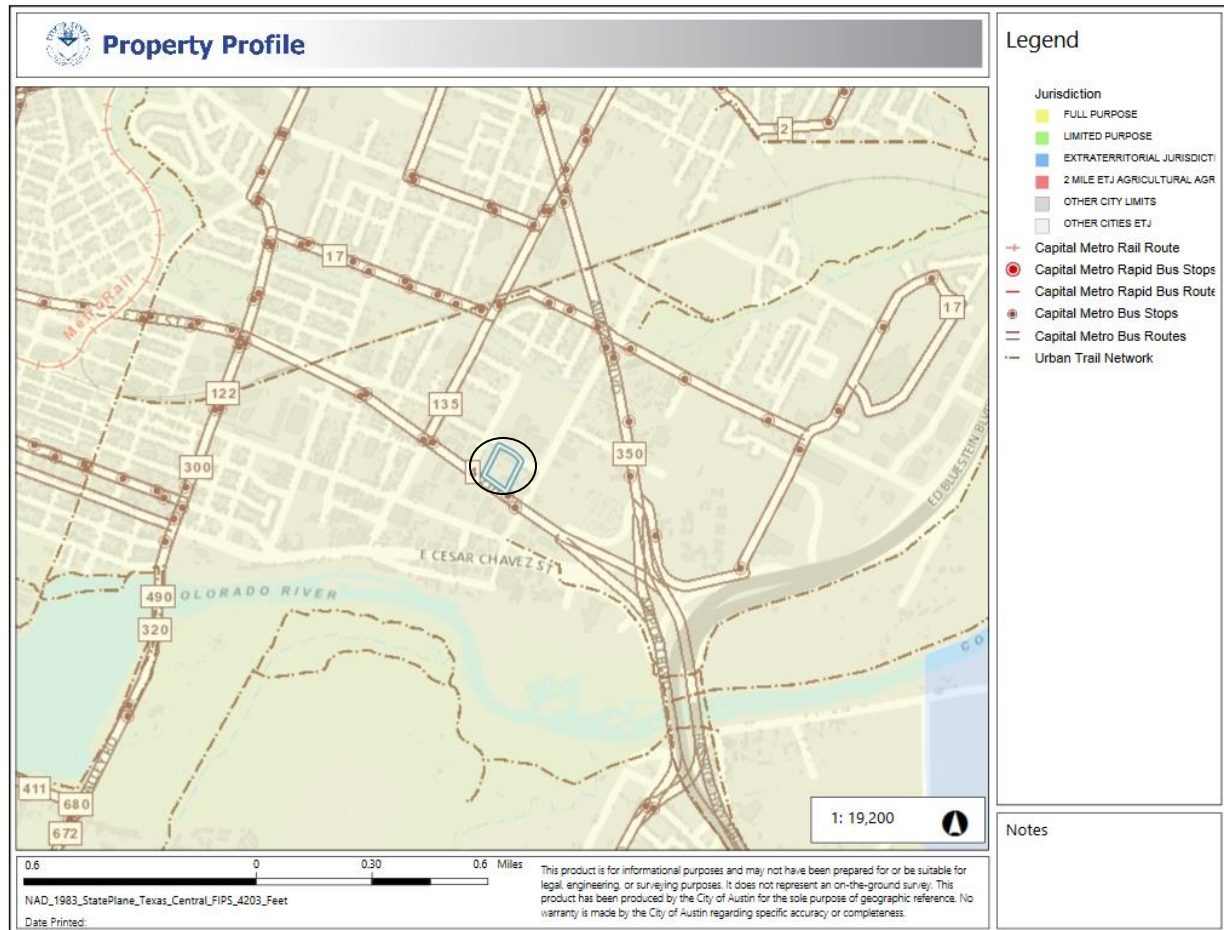 Property Profile
Legend
Jurisdiction
FULL PURPOSE
LIMITED PURPOSE
EXTRATERRITORIAL JURISDICTI
2 MILE ETJ AGRICULTURAL AGR
OTHER CITY LIMITS
OTHER CITIES ETJ
Capital Metro Rail Route
Capital Metro Rapid Bus Stops
Capital Metro Rapid Bus Route
Capital Metro Bus Stops
Capital Metro Bus Routes
Urban Trail Network
2
17
17
MetroRail
122
135
300
350
4
ED BLUESTEIN BLV
E CESAR CHAVEZ ST
490
OLORADO RIVER
320
AIRPORT BLVD
CO
411
680
672
1: 19,200
Notes
0.6 0 0.30 0.6 Miles
NAD_1983_StatePlane_Texas_Central_FIPS_4203_Feet
Date Printed:
This product is for informational purposes and may not have been prepared for or be suitable for
legal, engineering, or surveying purposes. It does not represent an on-the-ground survey. This
product has been produced by the City of Austin for the sole purpose of geographic reference. No
warranty is made by the City of Austin regarding specific accuracy or completeness.